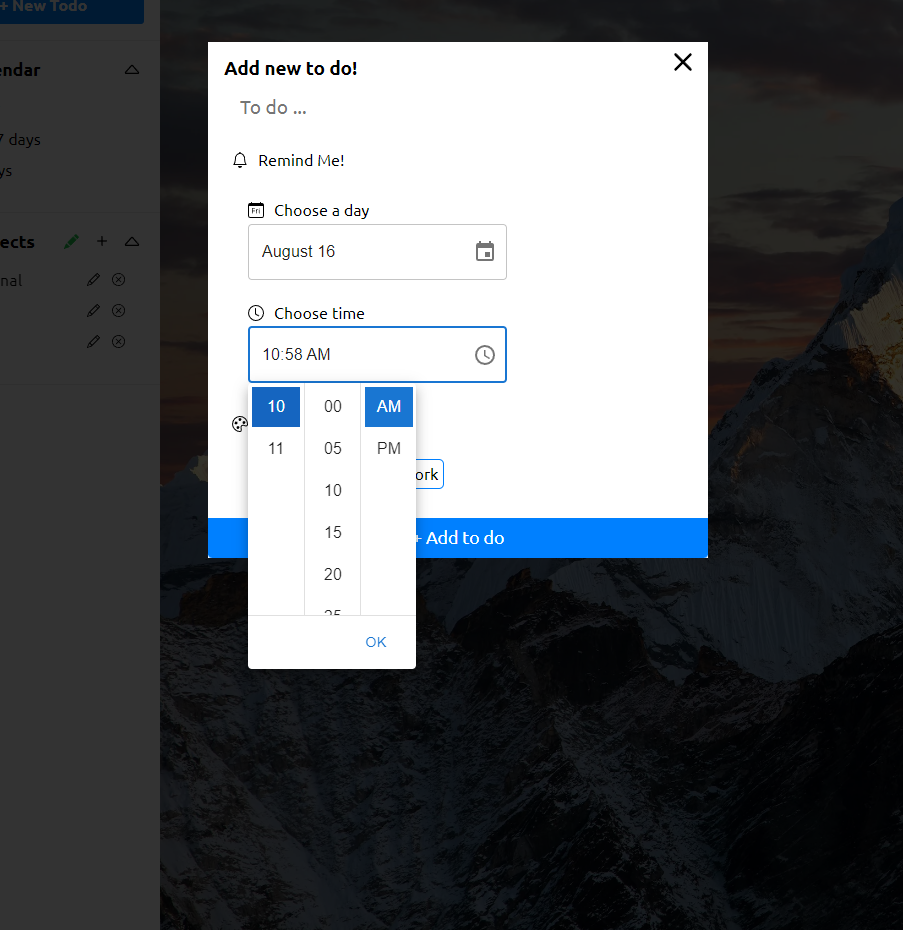 + New Todo
endar
7 days
ys
ects
nal
Add new to do!
To do ...
Remind Me!
Fri Choose a day
August 16
Choose time
10:58 AM
10 00 AM
11 05 PM
10
ork
15
+ Add to do
20
25
OK